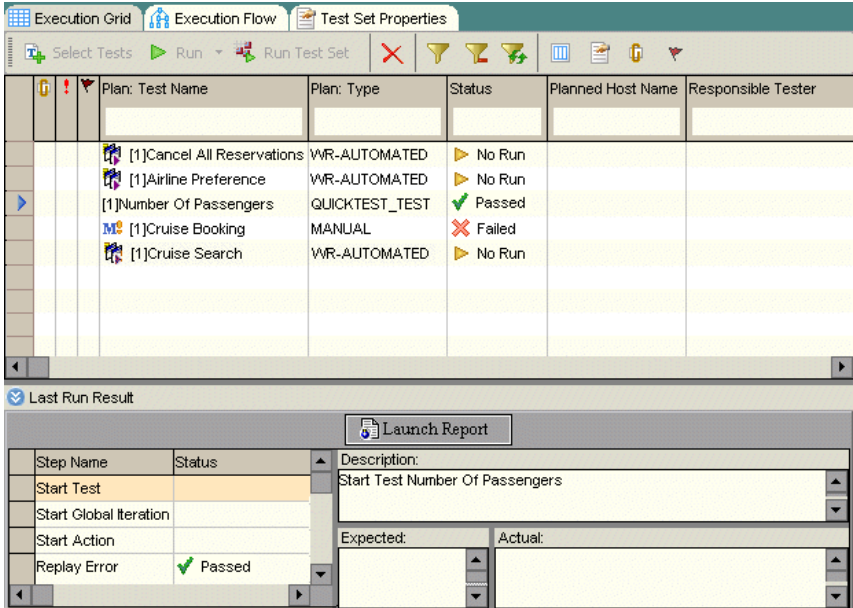 Execution Grid Execution Flow Test Set Properties
Select Tests Run Run Test Set
Plan: Test Name Plan: Type Status Planned Host Name Responsible Tester
[1]Cancel All Reservations WR-AUTOMATED No Run
[1]Airline Preference WR-AUTOMATED No Run
[1]Number Of Passengers QUICKTEST_TEST Passed
[1]Cruise Booking MANUAL Failed
[1]Cruise Search WR-AUTOMATED No Run
Last Run Result
Launch Report
Step Name Status
Start Test
Start Global Iteration
Start Action
Replay Error Passed
Description:
Start Test Number Of Passengers
Expected: Actual: